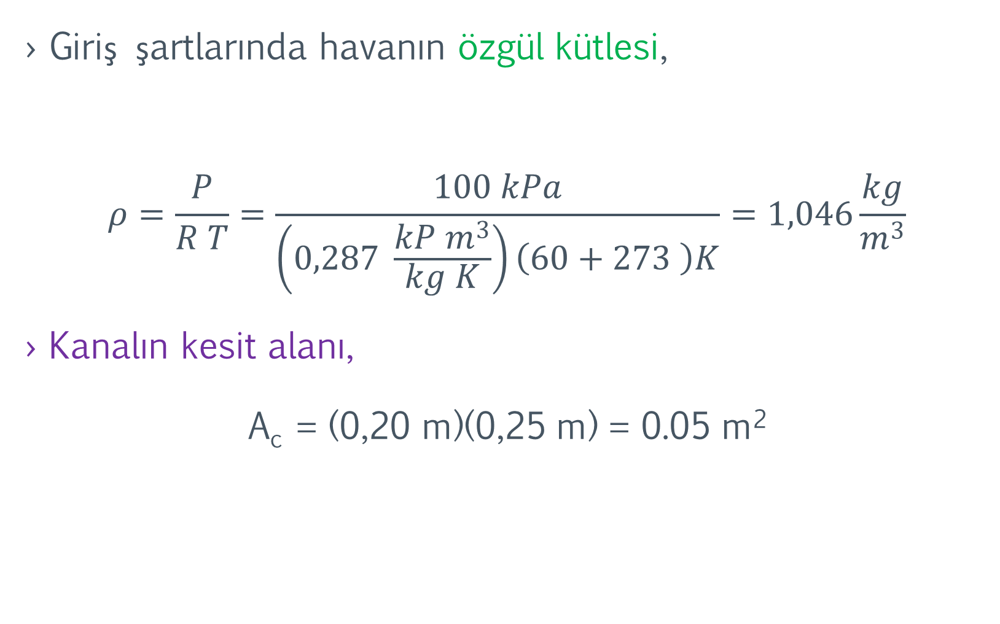 › Giriş şartlarında havanın özgül kütlesi,
ρ = P / (R T) = 100 kPa / ((0,287 kP m³ / kg K) (60 + 273 )K) = 1,046 kg/m³
› Kanalın kesit alanı,
A_c = (0,20 m)(0,25 m) = 0.05 m²